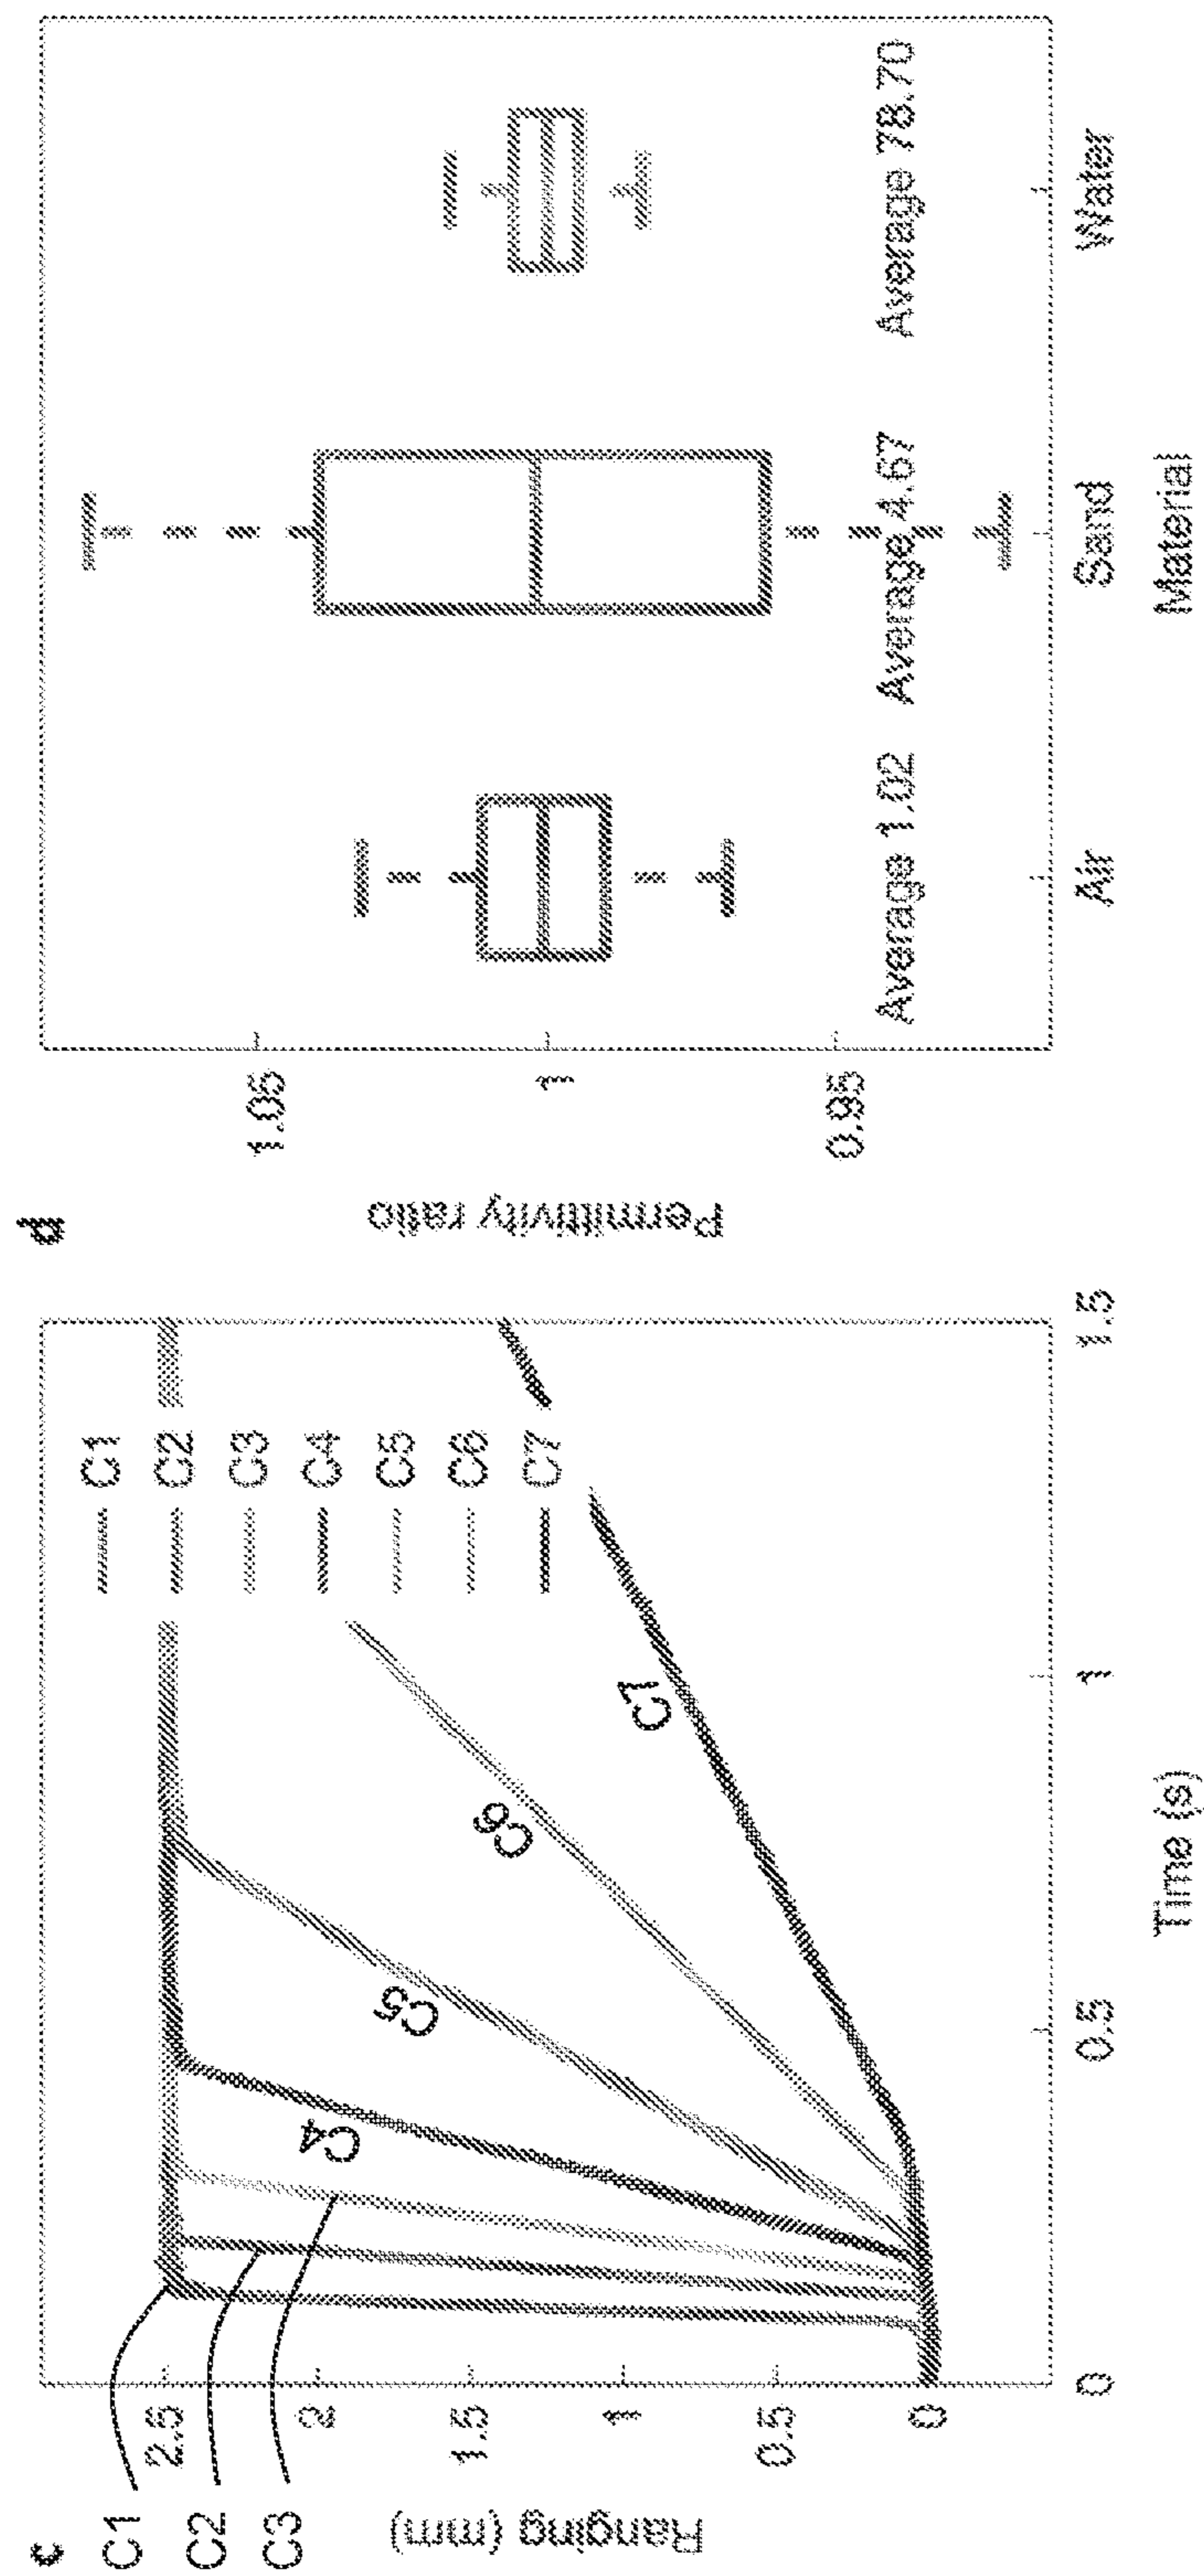 c
C1
C2
C3
Ranging (mm)
2.5
2
1.5
1
0.5
0
C4
C5
C6
C7
C1
C2
C3
C4
C5
C6
C7
0
0.5
1
1.5
Time (s)
d
Permittivity ratio
1.05
1
0.95
Average 1.02
Average 4.67
Average 78.70
Air
Sand
Water
Material